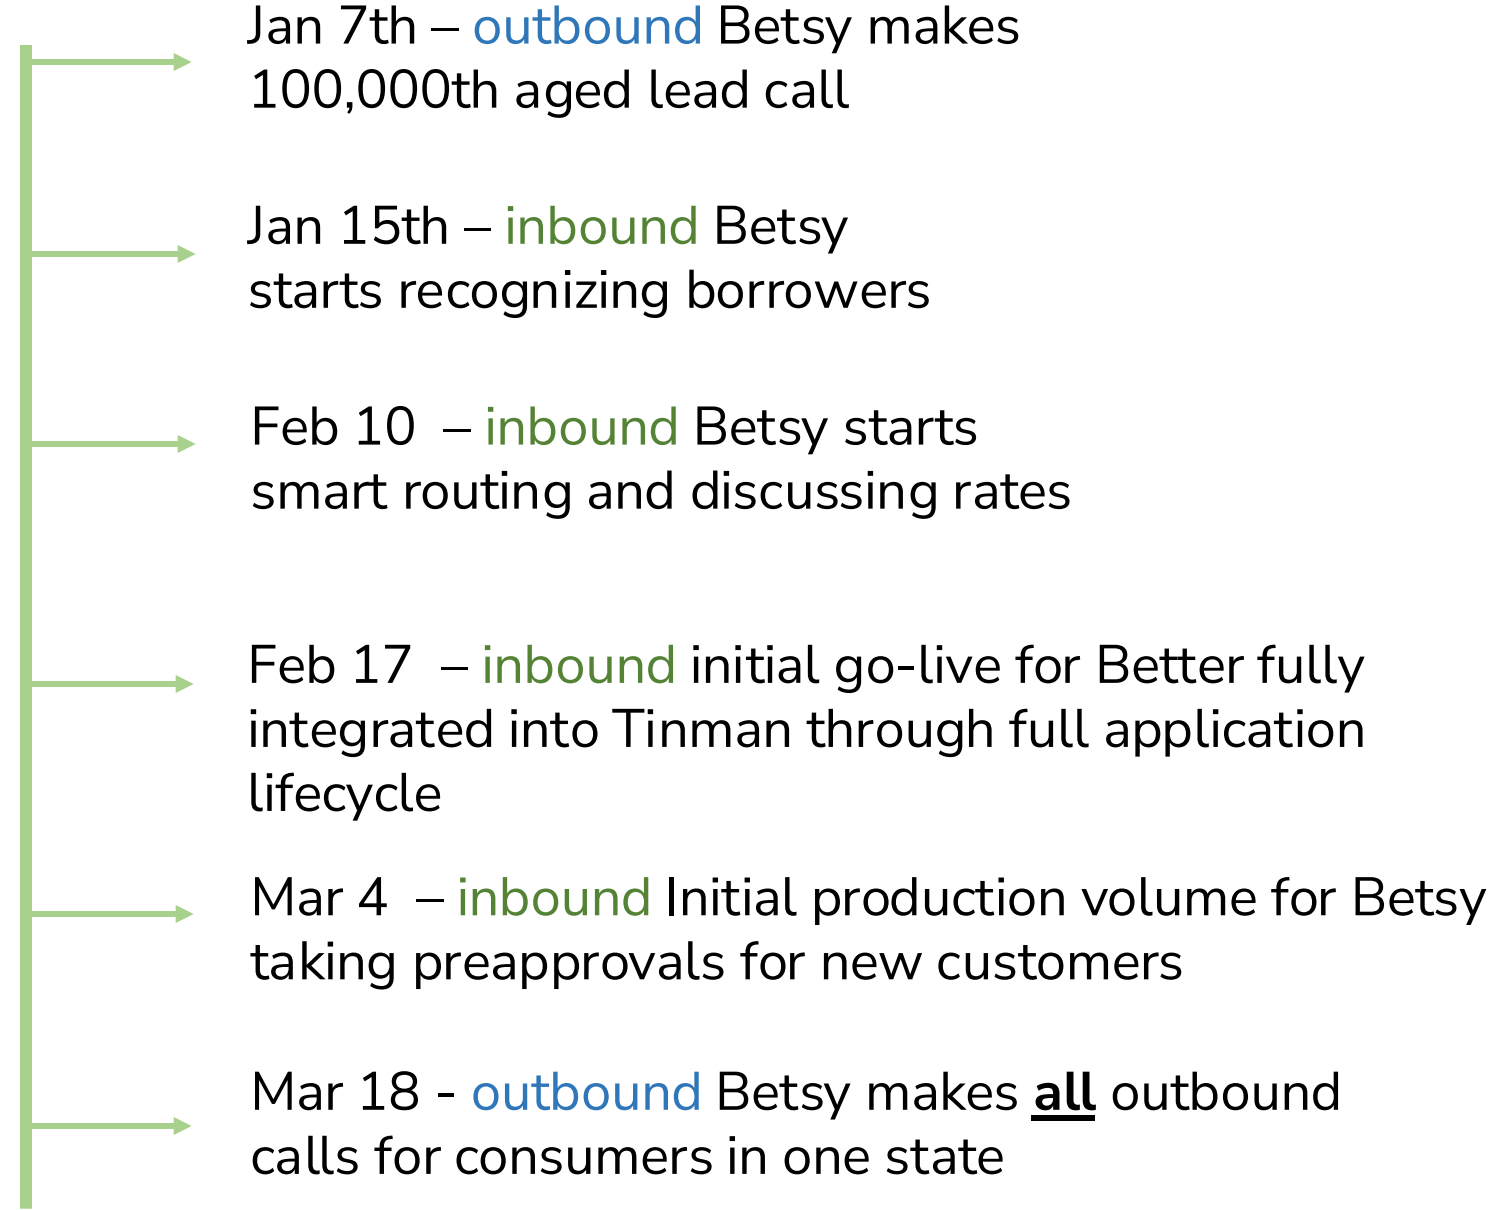 Jan 7th – outbound Betsy makes
100,000th aged lead call
Jan 15th – inbound Betsy
starts recognizing borrowers
Feb 10 – inbound Betsy starts
smart routing and discussing rates
Feb 17 – inbound initial go-live for Better fully
integrated into Tinman through full application
lifecycle
Mar 4 – inbound Initial production volume for Betsy
taking preapprovals for new customers
Mar 18 - outbound Betsy makes all outbound
calls for consumers in one state